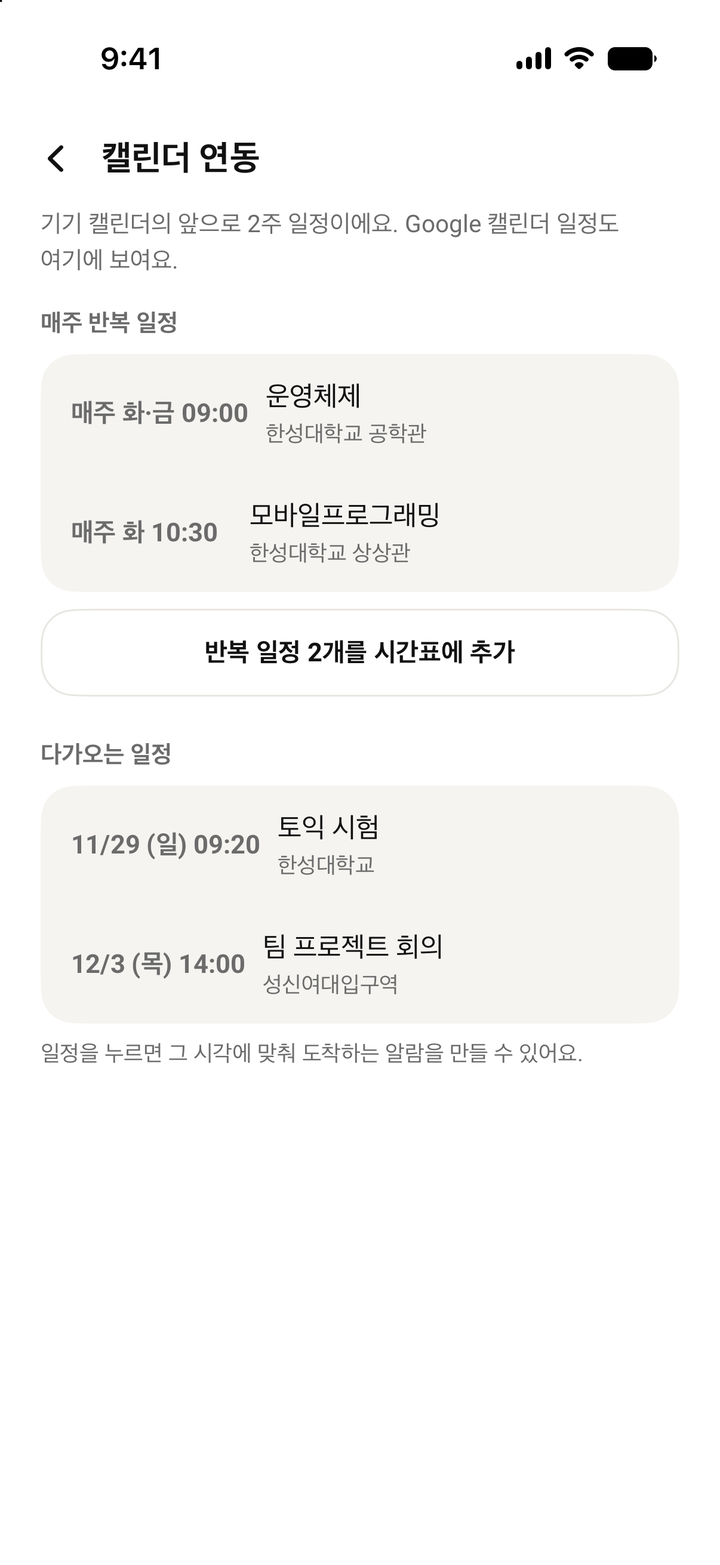 9:41
캘린더 연동
기기 캘린더의 앞으로 2주 일정이에요. Google 캘린더 일정도
여기에 보여요.
매주 반복 일정
매주 화·금 09:00 운영체제
한성대학교 공학관
매주 화 10:30 모바일프로그래밍
한성대학교 상상관
반복 일정 2개를 시간표에 추가
다가오는 일정
11/29 (일) 09:20 토익 시험
한성대학교
12/3 (목) 14:00 팀 프로젝트 회의
성신여대입구역
일정을 누르면 그 시각에 맞춰 도착하는 알람을 만들 수 있어요.